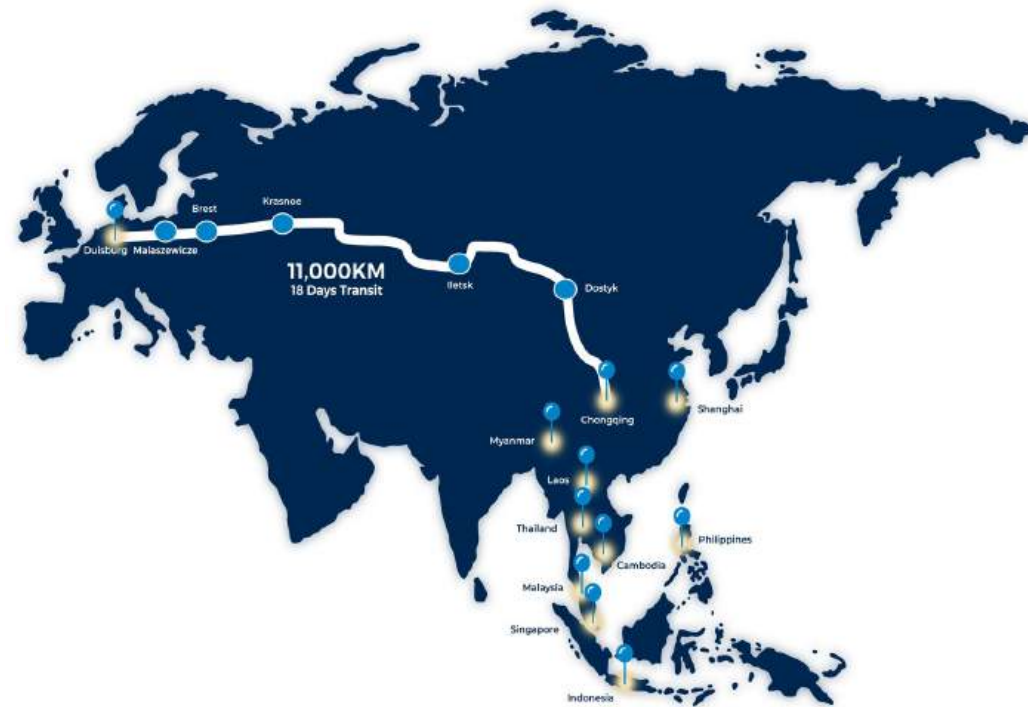 Krasnoe
Brest
Duisburg
Malaszewicze
11,000KM
18 Days Transit
Iletsk
Dostyk
Chongqing
Shanghai
Myanmar
Laos
Thailand
Philippines
Cambodia
Malaysia
Singapore
Indonesia